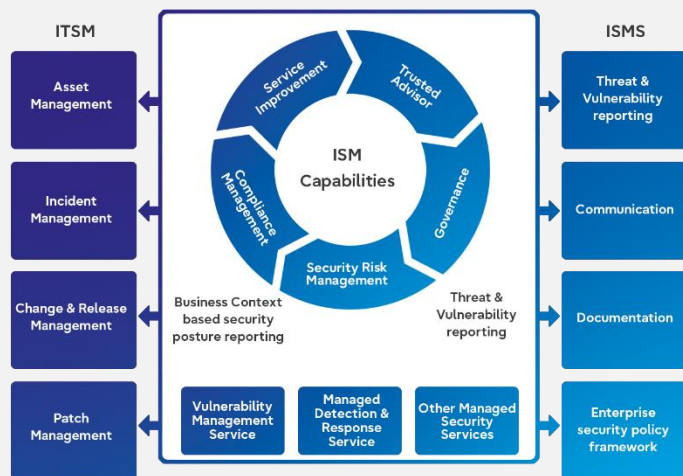 ITSM
Asset
Management
Incident
Management
Change & Release
Management
Patch
Management
Service
Improvement
Trusted
Advisor
Governance
Security Risk
Management
Compliance
Management
ISM
Capabilities
Business Context
based security
posture reporting
Threat &
Vulnerability
reporting
Vulnerability
Management
Service
Managed
Detection &
Response
Service
Other Managed
Security
Services
ISMS
Threat &
Vulnerability
reporting
Communication
Documentation
Enterprise
security policy
framework